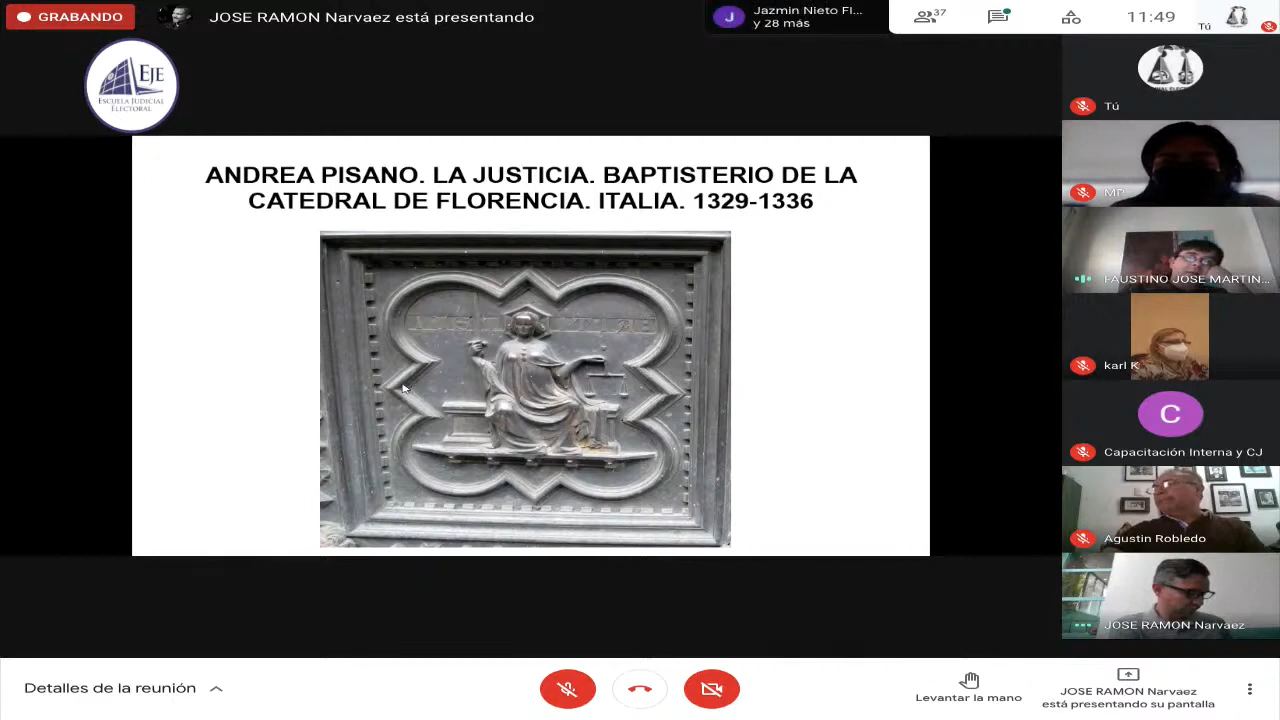 GRABANDO
JOSE RAMON Narvaez está presentando
J
Jazmin Nieto Fl...
y 28 más
37
11:49
Tú
EJE
ESCUELA JUDICIAL
ELECTORAL
ANDREA PISANO. LA JUSTICIA. BAPTISTERIO DE LA
CATEDRAL DE FLORENCIA. ITALIA. 1329-1336
Tú
MP
FAUSTINO JOSE MARTIN...
karl K
C
Capacitación Interna y CJ
Agustin Robledo
JOSE RAMON Narvaez
Detalles de la reunión
Levantar la mano
JOSE RAMON Narvaez
está presentando su pantalla